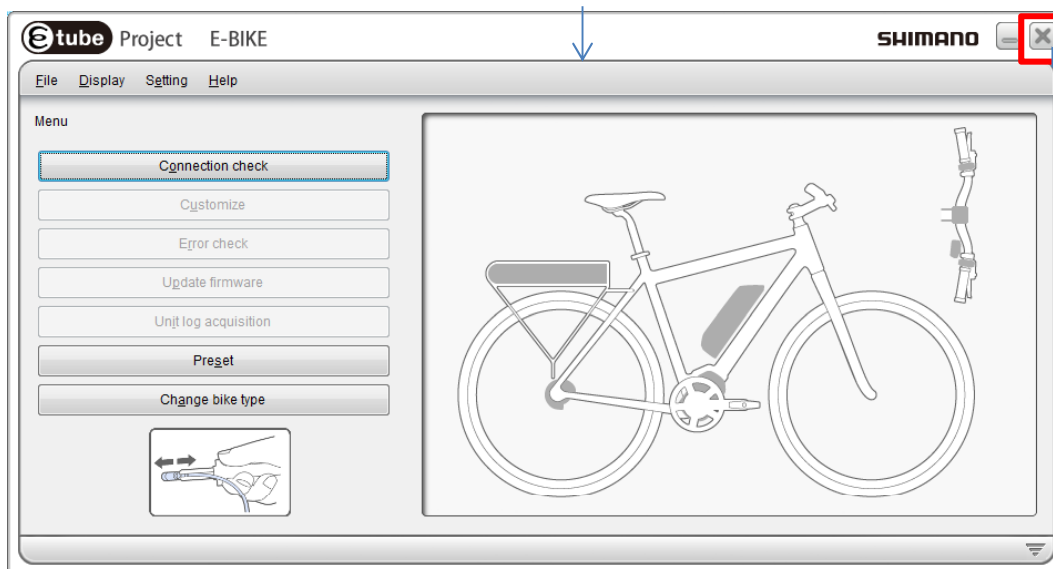 Etube Project E-BIKE SHIMANO
File Display Setting Help
Menu
Connection check
Customize
Error check
Update firmware
Unit log acquisition
Preset
Change bike type